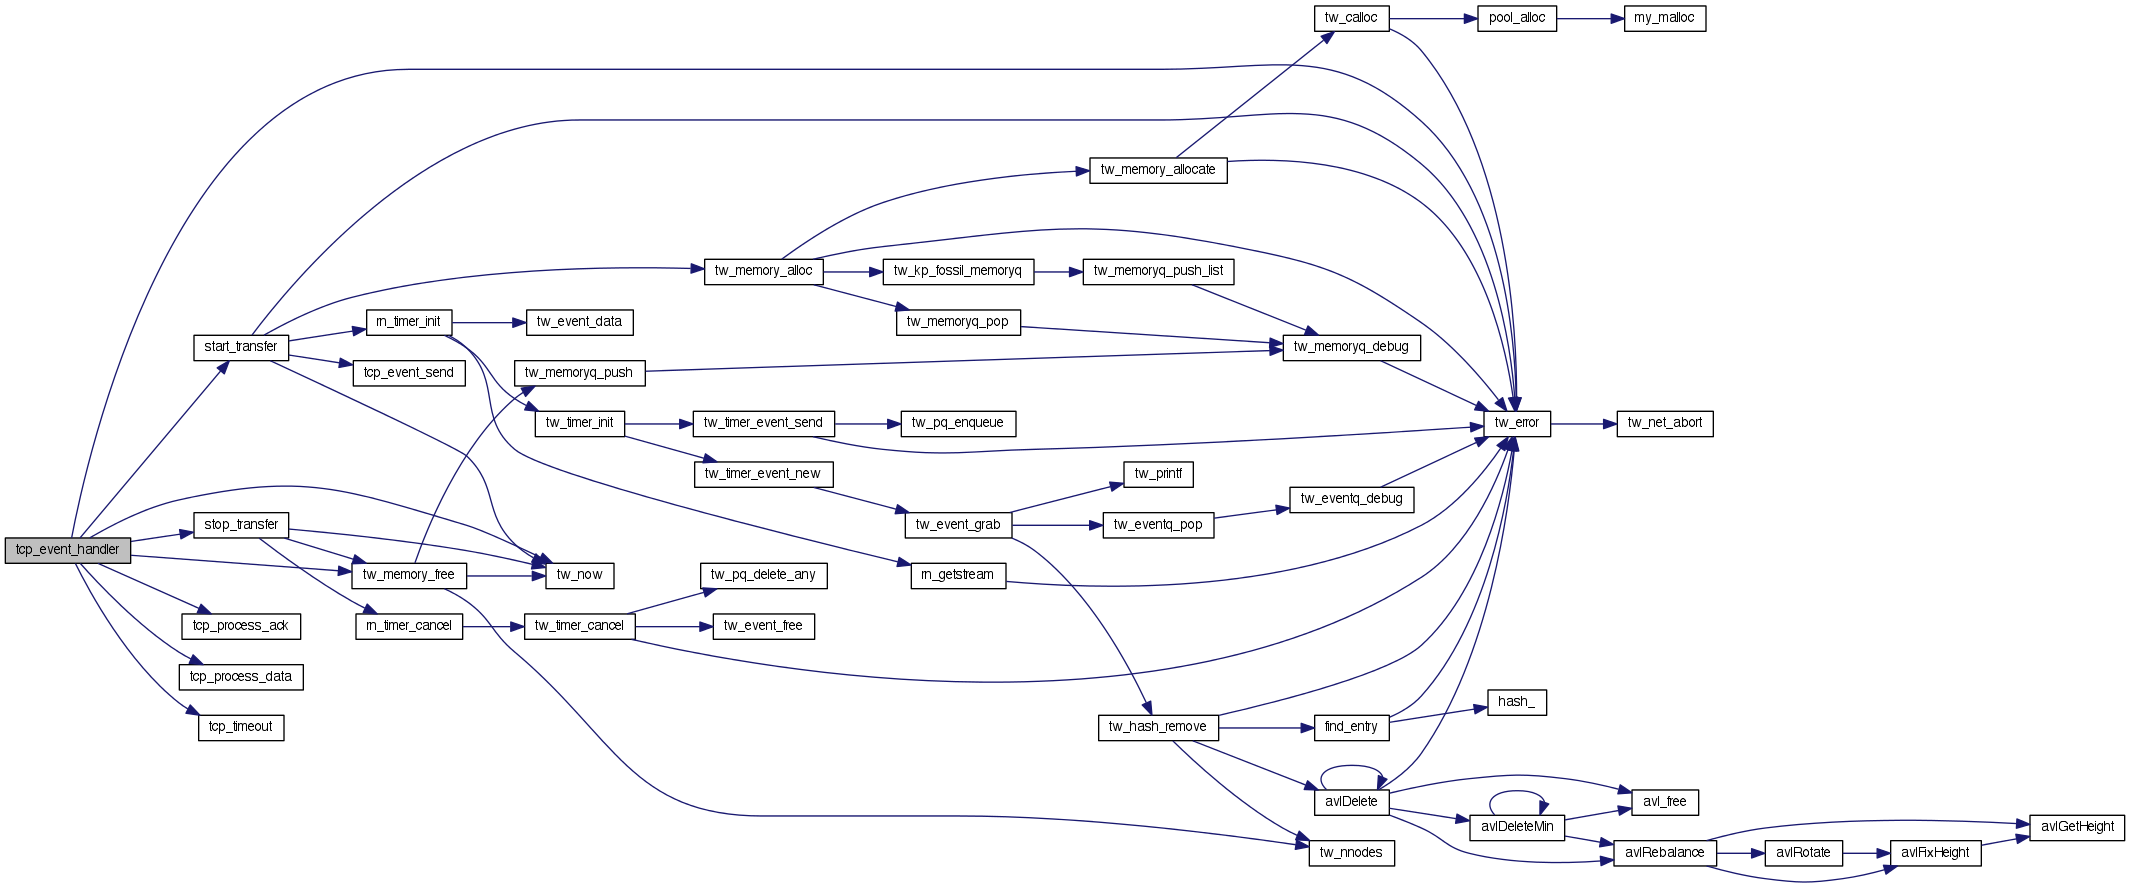 tw_calloc
pool_alloc
my_malloc
tw_memory_allocate
tw_memory_alloc
tw_kp_fossil_memoryq
tw_memoryq_push_list
rn_timer_init
tw_event_data
tw_memoryq_pop
start_transfer
tw_memoryq_debug
tcp_event_send
tw_memoryq_push
tw_timer_init
tw_timer_event_send
tw_pq_enqueue
tw_error
tw_net_abort
tw_timer_event_new
tw_printf
tw_eventq_debug
stop_transfer
tw_event_grab
tw_eventq_pop
tcp_event_handler
tw_memory_free
tw_now
tw_pq_delete_any
rn_getstream
tcp_process_ack
rn_timer_cancel
tw_timer_cancel
tw_event_free
tcp_process_data
hash_
tcp_timeout
tw_hash_remove
find_entry
avlDelete
avl_free
avlDeleteMin
avlGetHeight
tw_nnodes
avlRebalance
avlRotate
avlFixHeight